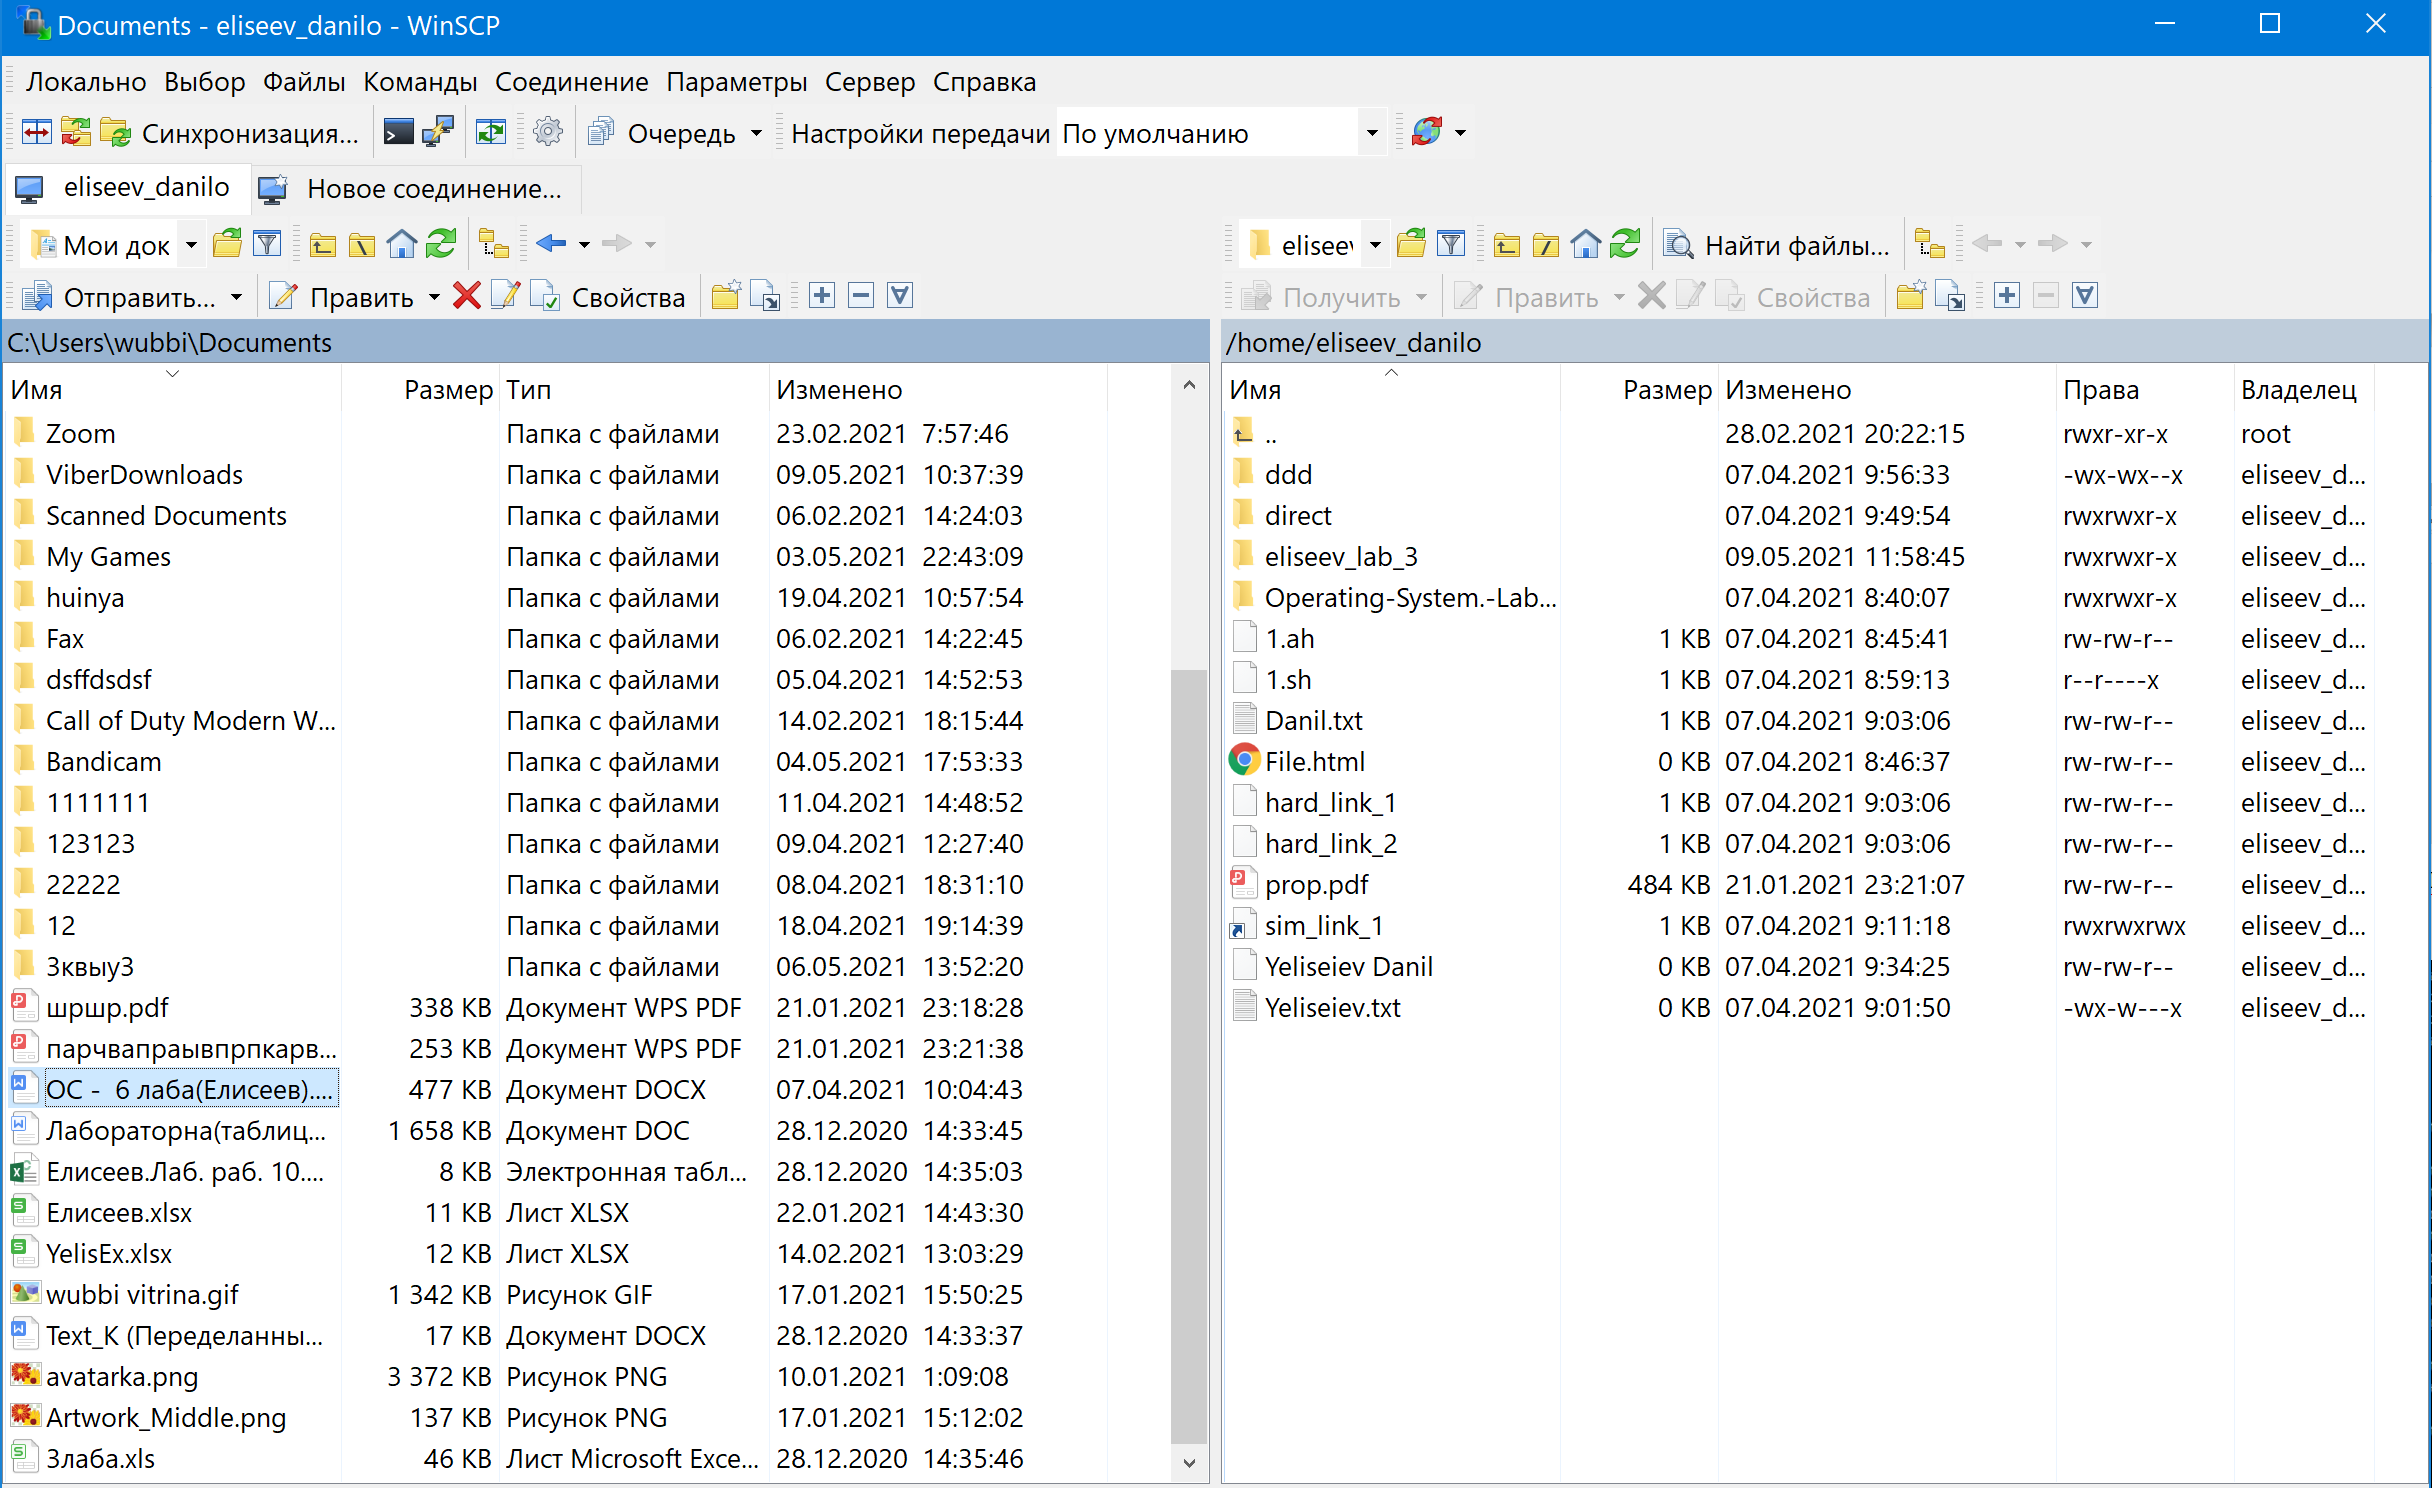 Documents - eliseev_danilo - WinSCP
Локально Выбор Файлы Команды Соединение Параметры Сервер Справка
Синхронизация... Очередь Настройки передачи По умолчанию
eliseev_danilo Новое соединение...
Мои док
Отправить... Править Свойства
C:\Users\wubbi\Documents
Имя Размер Тип Изменено
Zoom Папка с файлами 23.02.2021 7:57:46
ViberDownloads Папка с файлами 09.05.2021 10:37:39
Scanned Documents Папка с файлами 06.02.2021 14:24:03
My Games Папка с файлами 03.05.2021 22:43:09
huinya Папка с файлами 19.04.2021 10:57:54
Fax Папка с файлами 06.02.2021 14:22:45
dsffdsdsf Папка с файлами 05.04.2021 14:52:53
Call of Duty Modern W... Папка с файлами 14.02.2021 18:15:44
Bandicam Папка с файлами 04.05.2021 17:53:33
1111111 Папка с файлами 11.04.2021 14:48:52
123123 Папка с файлами 09.04.2021 12:27:40
22222 Папка с файлами 08.04.2021 18:31:10
12 Папка с файлами 18.04.2021 19:14:39
3квыу3 Папка с файлами 06.05.2021 13:52:20
шршр.pdf 338 KB Документ WPS PDF 21.01.2021 23:18:28
парчвапраывпрпкарв... 253 KB Документ WPS PDF 21.01.2021 23:21:38
ОС - 6 лаба(Елисеев).... 477 KB Документ DOCX 07.04.2021 10:04:43
Лабораторна(таблиц... 1 658 KB Документ DOC 28.12.2020 14:33:45
Елисеев.Лаб. раб. 10.... 8 KB Электронная табл... 28.12.2020 14:35:03
Елисеев.xlsx 11 KB Лист XLSX 22.01.2021 14:43:30
YelisEx.xlsx 12 KB Лист XLSX 14.02.2021 13:03:29
wubbi vitrina.gif 1 342 KB Рисунок GIF 17.01.2021 15:50:25
Text_K (Переделанны... 17 KB Документ DOCX 28.12.2020 14:33:37
avatarka.png 3 372 KB Рисунок PNG 10.01.2021 1:09:08
Artwork_Middle.png 137 KB Рисунок PNG 17.01.2021 15:12:02
3лаба.xls 46 KB Лист Microsoft Exce... 28.12.2020 14:35:46
eliseev Найти файлы...
Получить Править Свойства
/home/eliseev_danilo
Имя Размер Изменено Права Владелец
.. 28.02.2021 20:22:15 rwxr-xr-x root
ddd 07.04.2021 9:56:33 -wx-wx--x eliseev_d...
direct 07.04.2021 9:49:54 rwxrwxr-x eliseev_d...
eliseev_lab_3 09.05.2021 11:58:45 rwxrwxr-x eliseev_d...
Operating-System.-Lab... 07.04.2021 8:40:07 rwxrwxr-x eliseev_d...
1.ah 1 KB 07.04.2021 8:45:41 rw-rw-r-- eliseev_d...
1.sh 1 KB 07.04.2021 8:59:13 r--r----x eliseev_d...
Danil.txt 1 KB 07.04.2021 9:03:06 rw-rw-r-- eliseev_d...
File.html 0 KB 07.04.2021 8:46:37 rw-rw-r-- eliseev_d...
hard_link_1 1 KB 07.04.2021 9:03:06 rw-rw-r-- eliseev_d...
hard_link_2 1 KB 07.04.2021 9:03:06 rw-rw-r-- eliseev_d...
prop.pdf 484 KB 21.01.2021 23:21:07 rw-rw-r-- eliseev_d...
sim_link_1 1 KB 07.04.2021 9:11:18 rwxrwxrwx eliseev_d...
Yeliseiev Danil 0 KB 07.04.2021 9:34:25 rw-rw-r-- eliseev_d...
Yeliseiev.txt 0 KB 07.04.2021 9:01:50 -wx-w---x eliseev_d...